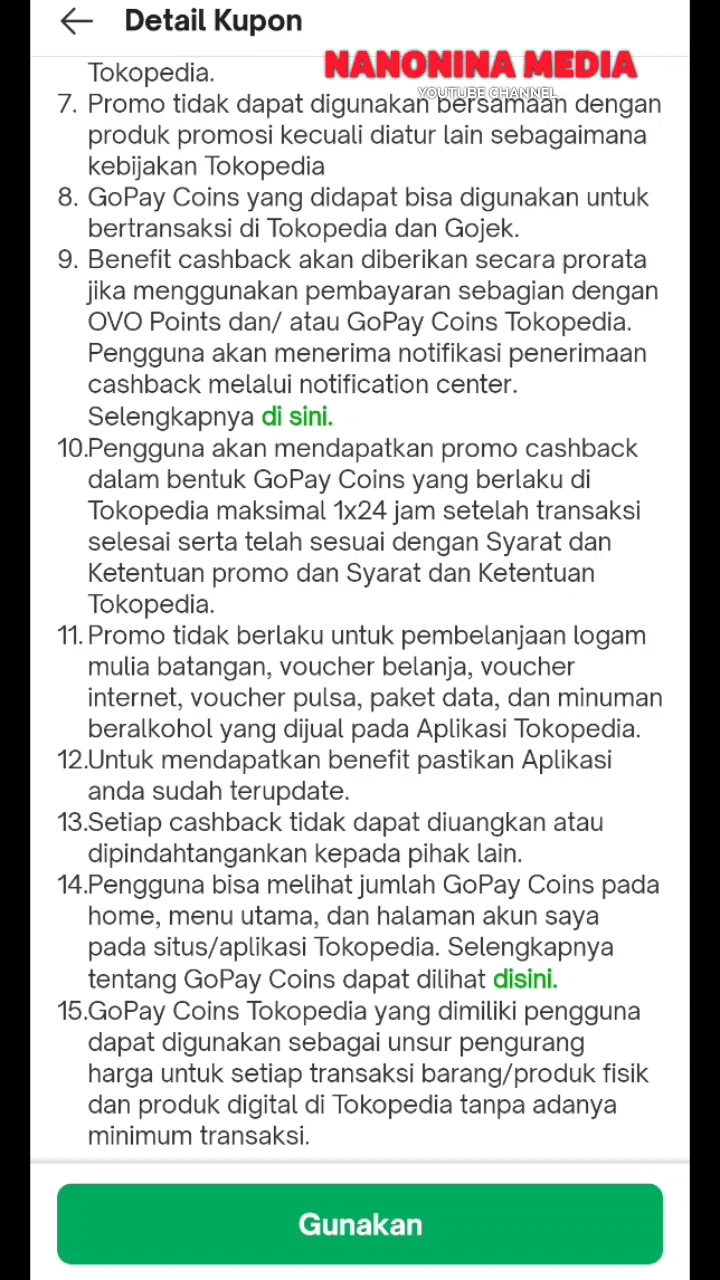 Detail Kupon
NANONINA MEDIA
YOUTUBE CHANNEL
Tokopedia.
7. Promo tidak dapat digunakan bersamaan dengan
produk promosi kecuali diatur lain sebagaimana
kebijakan Tokopedia
8. GoPay Coins yang didapat bisa digunakan untuk
bertransaksi di Tokopedia dan Gojek.
9. Benefit cashback akan diberikan secara prorata
jika menggunakan pembayaran sebagian dengan
OVO Points dan/ atau GoPay Coins Tokopedia.
Pengguna akan menerima notifikasi penerimaan
cashback melalui notification center.
Selengkapnya di sini.
10.Pengguna akan mendapatkan promo cashback
dalam bentuk GoPay Coins yang berlaku di
Tokopedia maksimal 1x24 jam setelah transaksi
selesai serta telah sesuai dengan Syarat dan
Ketentuan promo dan Syarat dan Ketentuan
Tokopedia.
11. Promo tidak berlaku untuk pembelanjaan logam
mulia batangan, voucher belanja, voucher
internet, voucher pulsa, paket data, dan minuman
beralkohol yang dijual pada Aplikasi Tokopedia.
12.Untuk mendapatkan benefit pastikan Aplikasi
anda sudah terupdate.
13.Setiap cashback tidak dapat diuangkan atau
dipindahtangankan kepada pihak lain.
14.Pengguna bisa melihat jumlah GoPay Coins pada
home, menu utama, dan halaman akun saya
pada situs/aplikasi Tokopedia. Selengkapnya
tentang GoPay Coins dapat dilihat disini.
15.GoPay Coins Tokopedia yang dimiliki pengguna
dapat digunakan sebagai unsur pengurang
harga untuk setiap transaksi barang/produk fisik
dan produk digital di Tokopedia tanpa adanya
minimum transaksi.
Gunakan